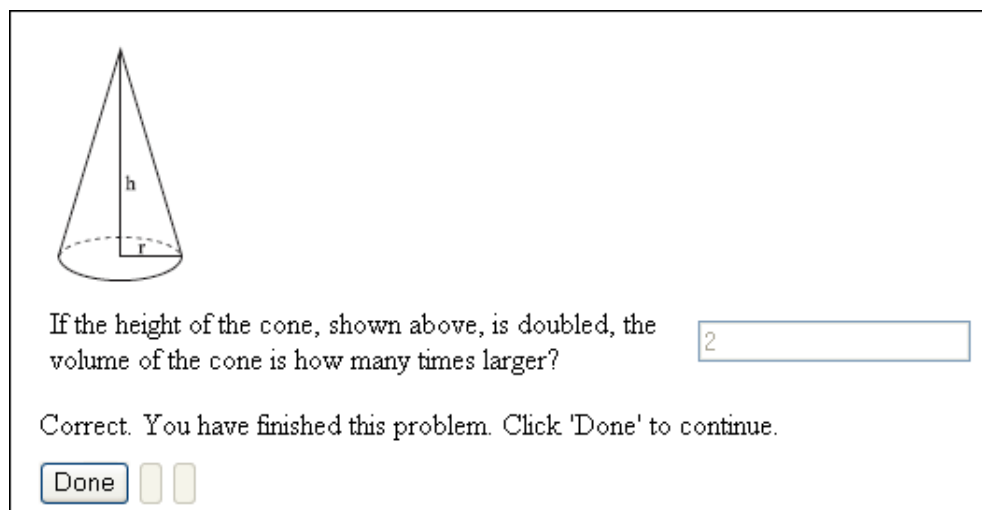 h
r
If the height of the cone, shown above, is doubled, the
volume of the cone is how many times larger?
2
Correct. You have finished this problem. Click 'Done' to continue.
Done